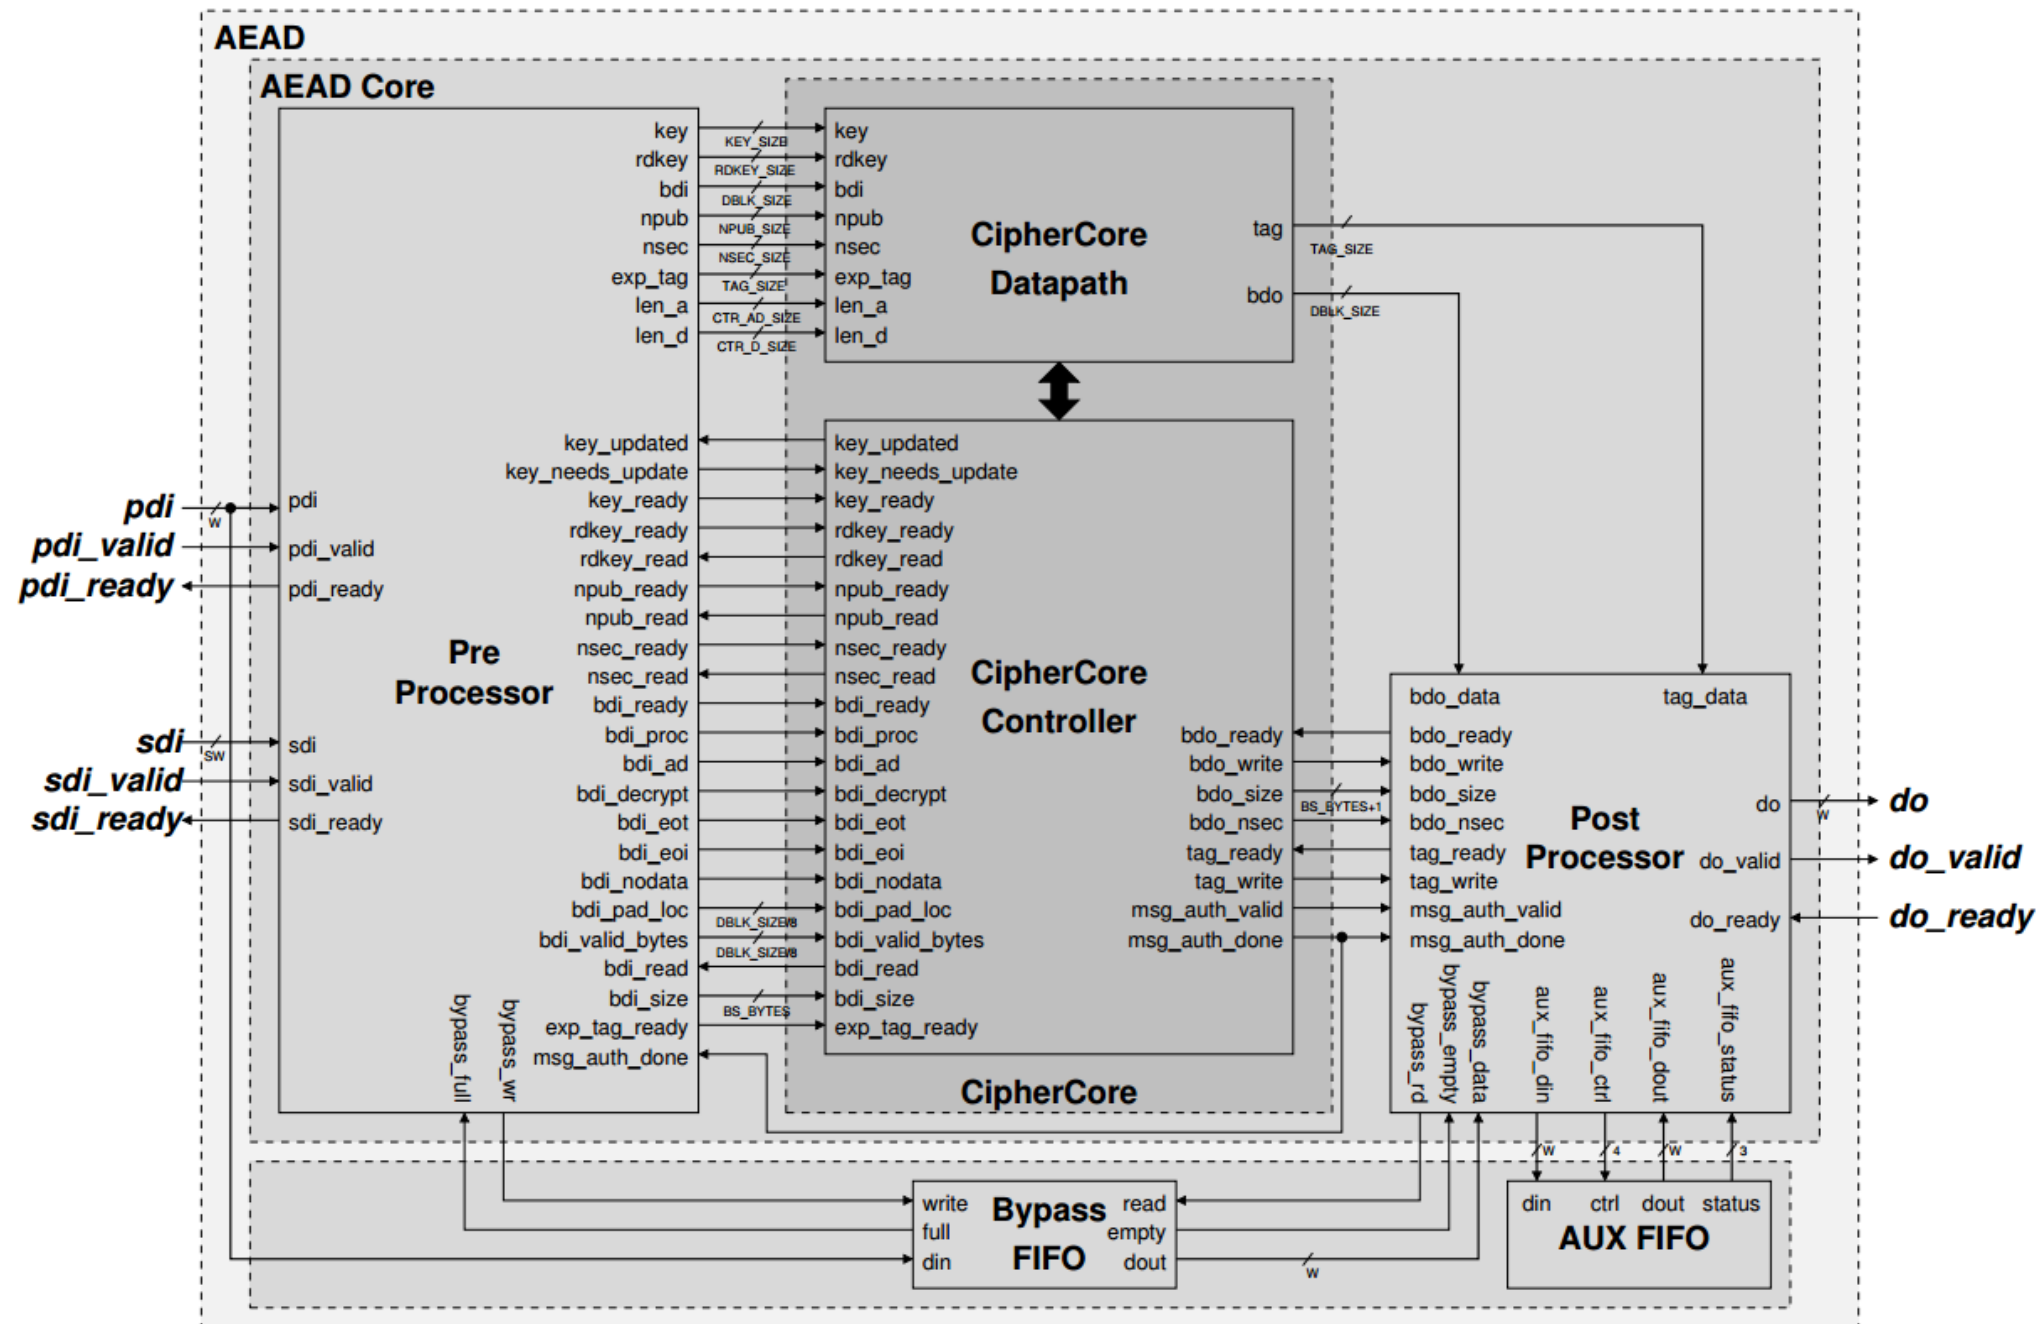 AEAD
AEAD Core
key
rdkey
bdi
npub
nsec
exp_tag
len_a
len_d
KEY_SIZE
RDKEY_SIZE
DBLK_SIZE
NPUB_SIZE
NSEC_SIZE
TAG_SIZE
CTR_AD_SIZE
CTR_D_SIZE
key
rdkey
bdi
npub
nsec
exp_tag
len_a
len_d
CipherCore
Datapath
tag
bdo
TAG_SIZE
DBLK_SIZE
pdi
pdi_valid
pdi_ready
sdi
sdi_valid
sdi_ready
W
SW
pdi
pdi_valid
pdi_ready
sdi
sdi_valid
sdi_ready
Pre
Processor
key_updated
key_needs_update
key_ready
rdkey_ready
rdkey_read
npub_ready
npub_read
nsec_ready
nsec_read
bdi_ready
bdi_proc
bdi_ad
bdi_decrypt
bdi_eot
bdi_eoi
bdi_nodata
bdi_pad_loc
bdi_valid_bytes
bdi_read
bdi_size
exp_tag_ready
msg_auth_done
bypass_full
bypass_wr
DBLK_SIZE/8
DBLK_SIZE/8
BS_BYTES
key_updated
key_needs_update
key_ready
rdkey_ready
rdkey_read
npub_ready
npub_read
nsec_ready
nsec_read
bdi_ready
bdi_proc
bdi_ad
bdi_decrypt
bdi_eot
bdi_eoi
bdi_nodata
bdi_pad_loc
bdi_valid_bytes
bdi_read
bdi_size
exp_tag_ready
CipherCore
Controller
bdo_ready
bdo_write
bdo_size
bdo_nsec
tag_ready
tag_write
msg_auth_valid
msg_auth_done
CipherCore
BS_BYTES+1
bdo_data
tag_data
bdo_ready
bdo_write
bdo_size
bdo_nsec
tag_ready
tag_write
msg_auth_valid
msg_auth_done
Post
Processor
do
do_valid
do_ready
W
do
do_valid
do_ready
bypass_rd
bypass_empty
bypass_data
aux_fifo_din
aux_fifo_ctrl
aux_fifo_dout
aux_fifo_status
W
4
W
3
write
full
din
Bypass
FIFO
read
empty
dout
W
din
ctrl
dout
status
AUX FIFO